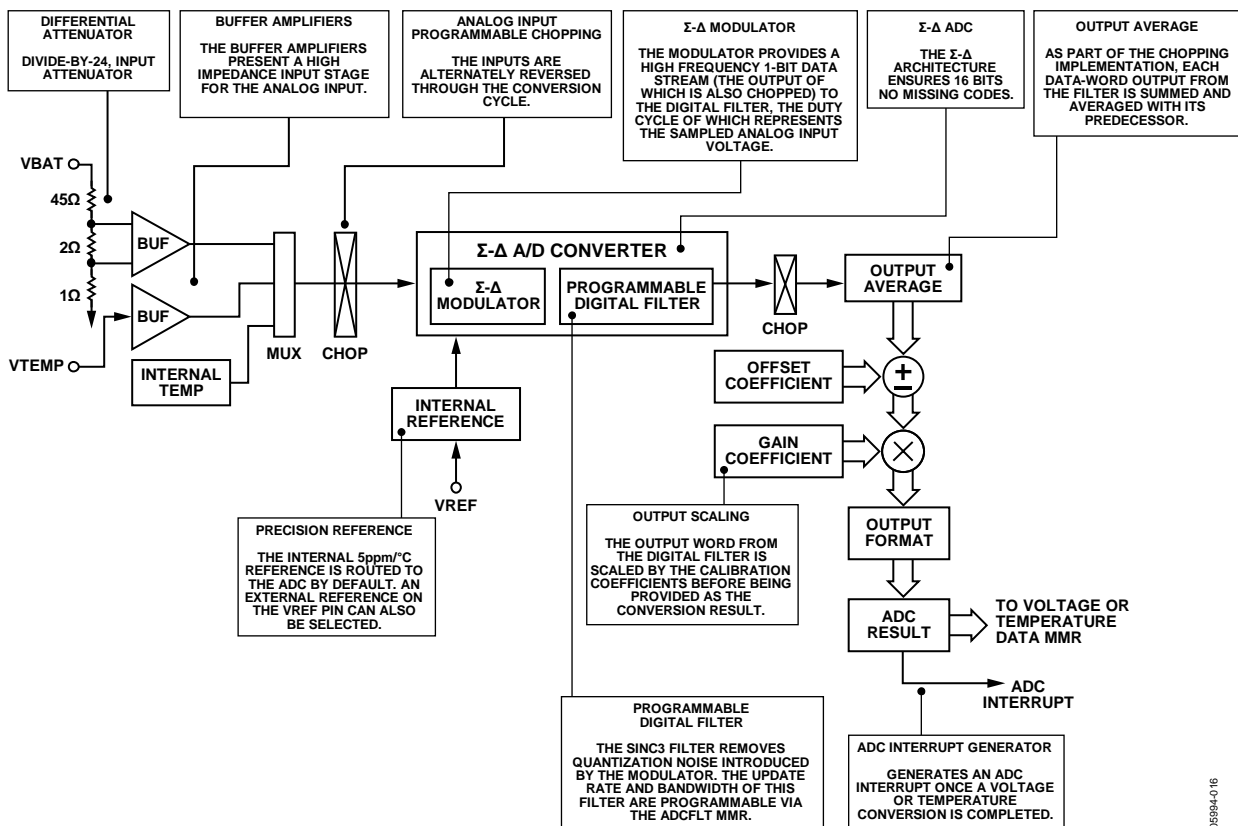 DIFFERENTIAL
ATTENUATOR
DIVIDE-BY-24, INPUT
ATTENUATOR
BUFFER AMPLIFIERS
THE BUFFER AMPLIFIERS
PRESENT A HIGH
IMPEDANCE INPUT STAGE
FOR THE ANALOG INPUT.
ANALOG INPUT
PROGRAMMABLE CHOPPING
THE INPUTS ARE
ALTERNATELY REVERSED
THROUGH THE CONVERSION
CYCLE.
Σ-Δ MODULATOR
THE MODULATOR PROVIDES A
HIGH FREQUENCY 1-BIT DATA
STREAM (THE OUTPUT OF
WHICH IS ALSO CHOPPED) TO
THE DIGITAL FILTER, THE DUTY
CYCLE OF WHICH REPRESENTS
THE SAMPLED ANALOG INPUT
VOLTAGE.
Σ-Δ ADC
THE Σ-Δ
ARCHITECTURE
ENSURES 16 BITS
NO MISSING CODES.
OUTPUT AVERAGE
AS PART OF THE CHOPPING
IMPLEMENTATION, EACH
DATA-WORD OUTPUT FROM
THE FILTER IS SUMMED AND
AVERAGED WITH ITS
PREDECESSOR.
VBAT
45Ω
2Ω
1Ω
BUF
BUF
VTEMP
INTERNAL
TEMP
MUX
CHOP
Σ-Δ A/D CONVERTER
Σ-Δ
MODULATOR
PROGRAMMABLE
DIGITAL FILTER
CHOP
OUTPUT
AVERAGE
INTERNAL
REFERENCE
VREF
OFFSET
COEFFICIENT
±
GAIN
COEFFICIENT
×
OUTPUT
FORMAT
ADC
RESULT
TO VOLTAGE OR
TEMPERATURE
DATA MMR
ADC
INTERRUPT
PRECISION REFERENCE
THE INTERNAL 5ppm/°C
REFERENCE IS ROUTED TO
THE ADC BY DEFAULT. AN
EXTERNAL REFERENCE ON
THE VREF PIN CAN ALSO
BE SELECTED.
OUTPUT SCALING
THE OUTPUT WORD FROM
THE DIGITAL FILTER IS
SCALED BY THE CALIBRATION
COEFFICIENTS BEFORE BEING
PROVIDED AS THE
CONVERSION RESULT.
PROGRAMMABLE
DIGITAL FILTER
THE SINC3 FILTER REMOVES
QUANTIZATION NOISE INTRODUCED
BY THE MODULATOR. THE UPDATE
RATE AND BANDWIDTH OF THIS
FILTER ARE PROGRAMMABLE VIA
THE ADCFLT MMR.
ADC INTERRUPT GENERATOR
GENERATES AN ADC
INTERRUPT ONCE A VOLTAGE
OR TEMPERATURE
CONVERSION IS COMPLETED.
05994-016